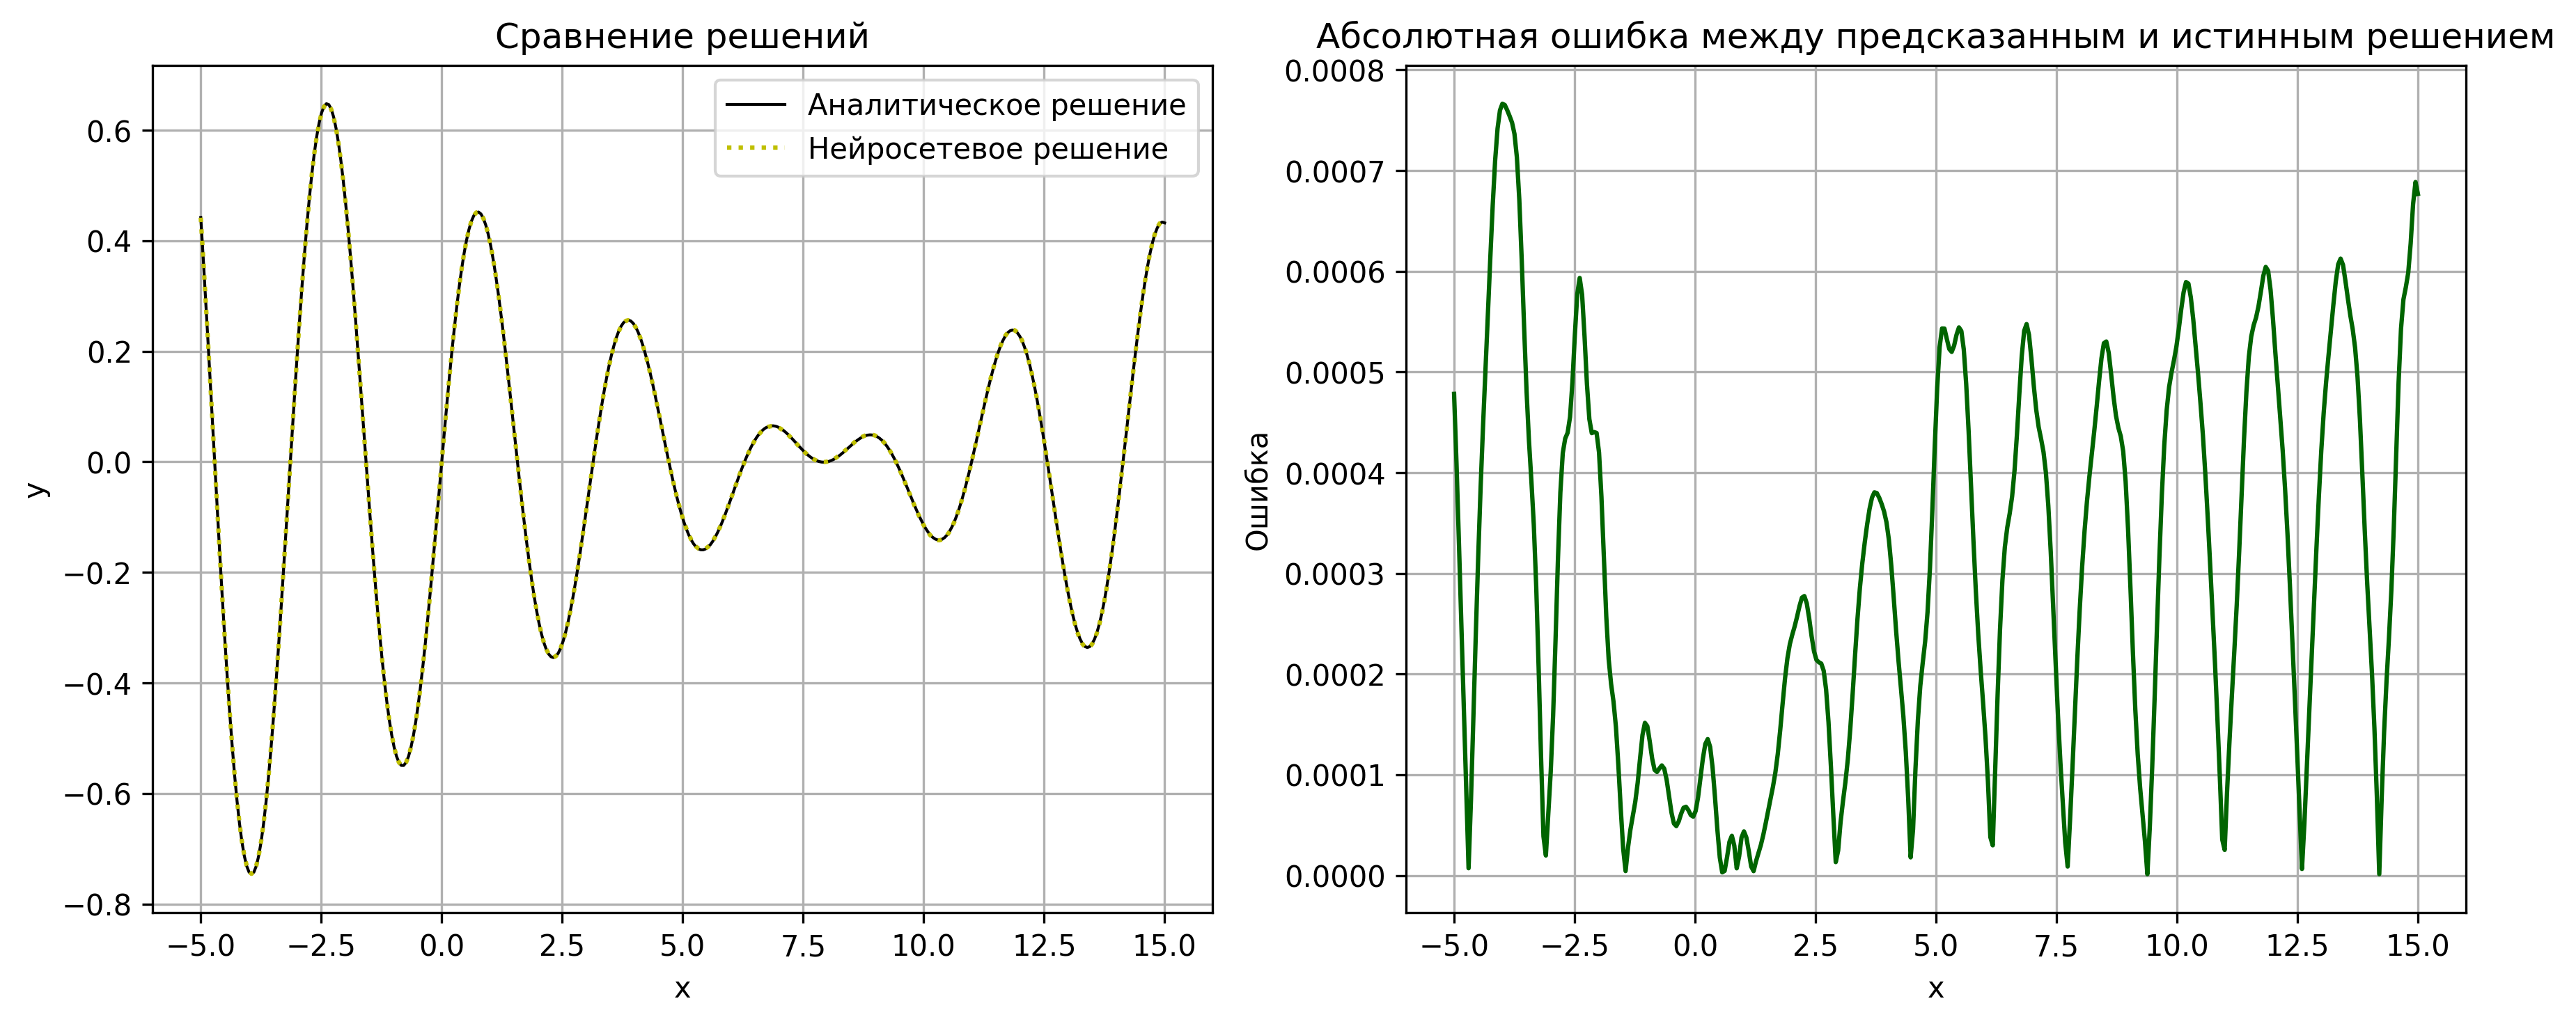 Сравнение решений
Аналитическое решение
Нейросетевое решение
y
0.6
0.4
0.2
0.0
−0.2
−0.4
−0.6
−0.8
−5.0 −2.5 0.0 2.5 5.0 7.5 10.0 12.5 15.0
x
Абсолютная ошибка между предсказанным и истинным решением
Ошибка
0.0008
0.0007
0.0006
0.0005
0.0004
0.0003
0.0002
0.0001
0.0000
−5.0 −2.5 0.0 2.5 5.0 7.5 10.0 12.5 15.0
x